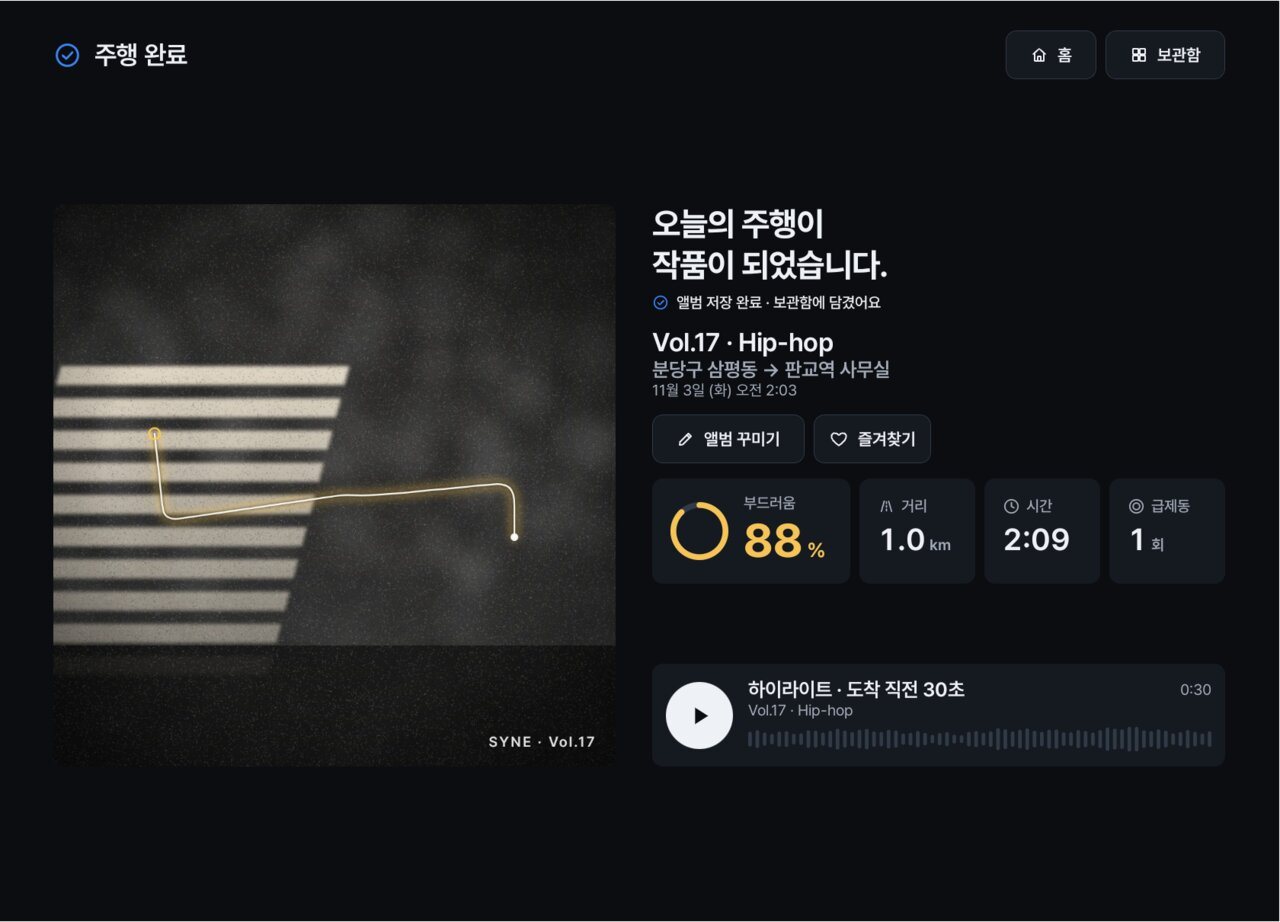 주행 완료
홈
보관함
오늘의 주행이
작품이 되었습니다.
앨범 저장 완료 · 보관함에 담겼어요
Vol.17 · Hip-hop
분당구 삼평동 → 판교역 사무실
11월 3일 (화) 오전 2:03
앨범 꾸미기
즐겨찾기
부드러움
88 %
거리
1.0 km
시간
2:09
급제동
1 회
하이라이트 · 도착 직전 30초
0:30
Vol.17 · Hip-hop
SYNE · Vol.17